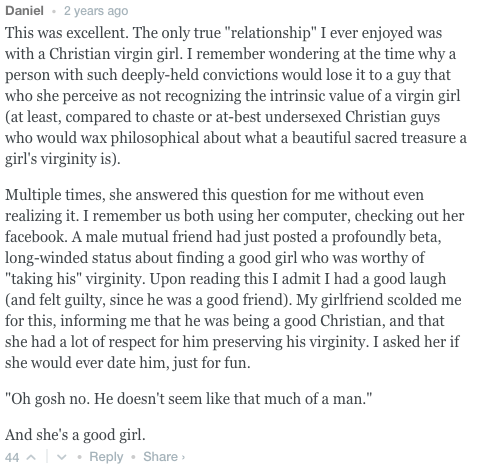 Daniel • 2 years ago
This was excellent. The only true "relationship" I ever enjoyed was
with a Christian virgin girl. I remember wondering at the time why a
person with such deeply-held convictions would lose it to a guy that
who she perceive as not recognizing the intrinsic value of a virgin girl
(at least, compared to chaste or at-best undersexed Christian guys
who would wax philosophical about what a beautiful sacred treasure a
girl's virginity is).
Multiple times, she answered this question for me without even
realizing it. I remember us both using her computer, checking out her
facebook. A male mutual friend had just posted a profoundly beta,
long-winded status about finding a good girl who was worthy of
"taking his" virginity. Upon reading this I admit I had a good laugh
(and felt guilty, since he was a good friend). My girlfriend scolded me
for this, informing me that he was being a good Christian, and that
she had a lot of respect for him preserving his virginity. I asked her if
she would ever date him, just for fun.
"Oh gosh no. He doesn't seem like that much of a man."
And she's a good girl.
44 • Reply • Share ›